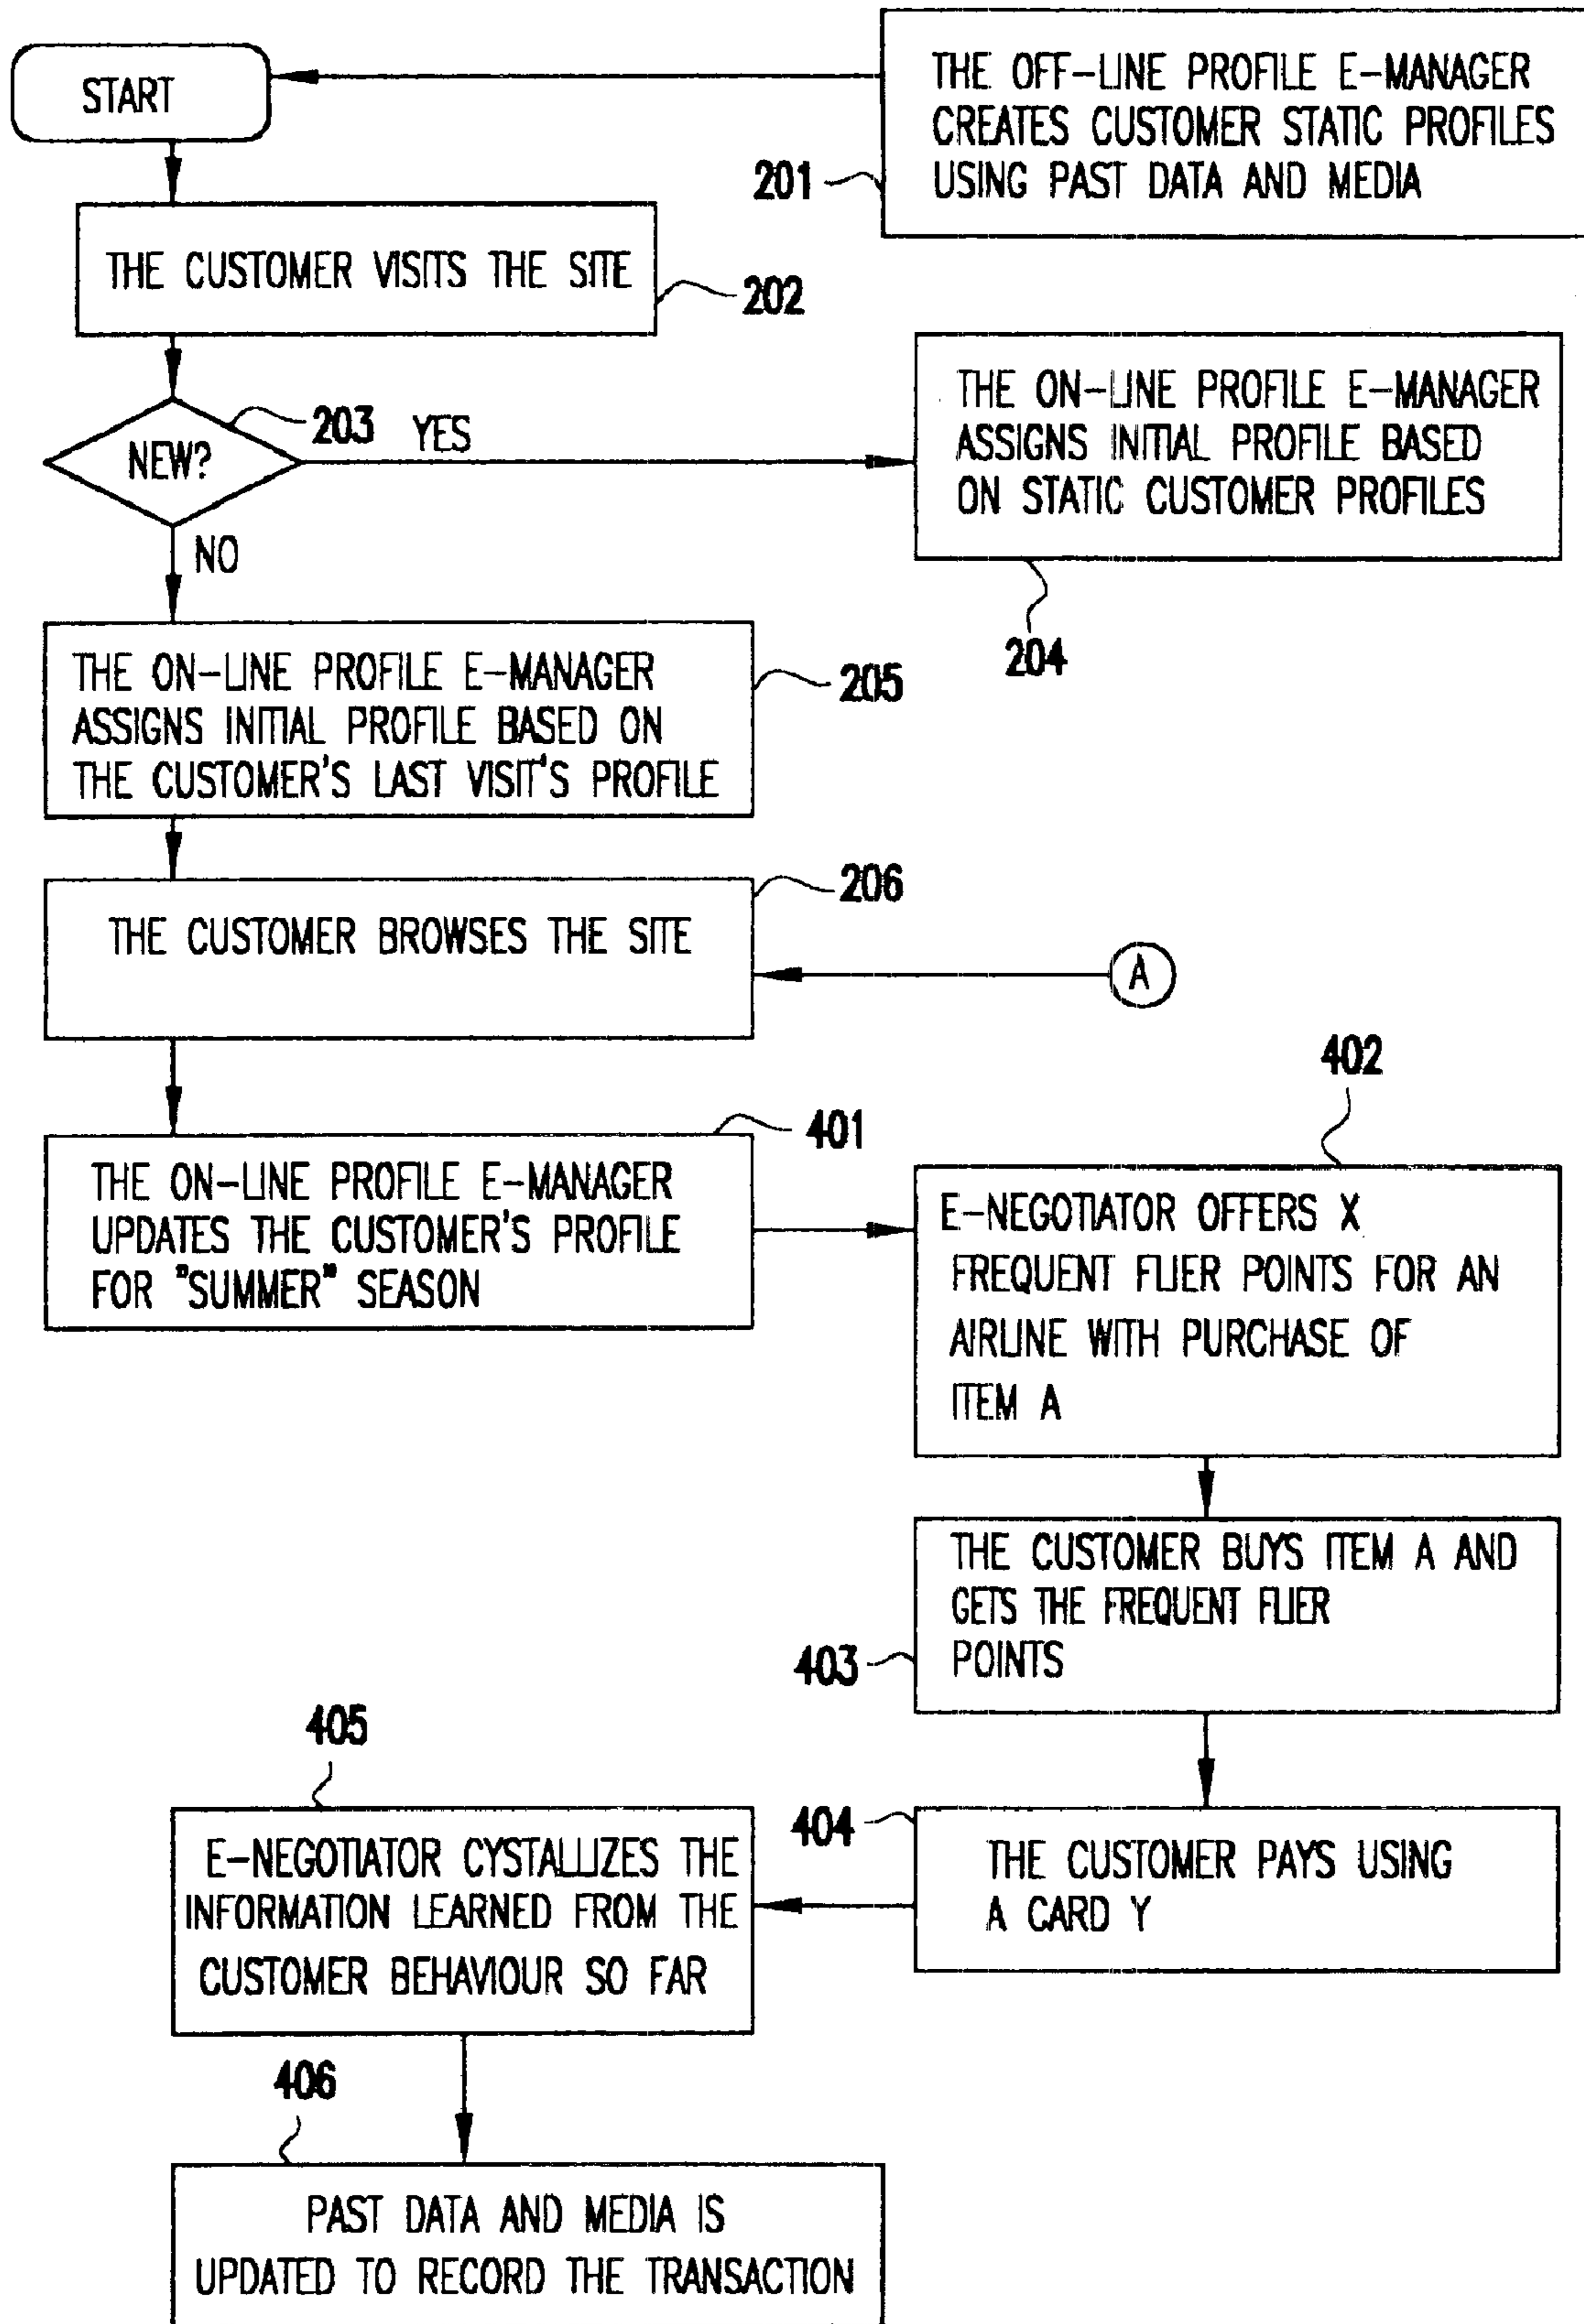 START
THE OFF-LINE PROFILE E-MANAGER
CREATES CUSTOMER STATIC PROFILES
USING PAST DATA AND MEDIA
201
THE CUSTOMER VISITS THE SITE
202
NEW?
203
YES
THE ON-LINE PROFILE E-MANAGER
ASSIGNS INITIAL PROFILE BASED
ON STATIC CUSTOMER PROFILES
204
NO
THE ON-LINE PROFILE E-MANAGER
ASSIGNS INITIAL PROFILE BASED ON
THE CUSTOMER'S LAST VISIT'S PROFILE
205
THE CUSTOMER BROWSES THE SITE
206
A
THE ON-LINE PROFILE E-MANAGER
UPDATES THE CUSTOMER'S PROFILE
FOR "SUMMER" SEASON
401
402
E-NEGOTIATOR OFFERS X
FREQUENT FLIER POINTS FOR AN
AIRLINE WITH PURCHASE OF
ITEM A
THE CUSTOMER BUYS ITEM A AND
GETS THE FREQUENT FLIER
POINTS
403
404
THE CUSTOMER PAYS USING
A CARD Y
405
E-NEGOTIATOR CYSTALLIZES THE
INFORMATION LEARNED FROM THE
CUSTOMER BEHAVIOUR SO FAR
406
PAST DATA AND MEDIA IS
UPDATED TO RECORD THE TRANSACTION